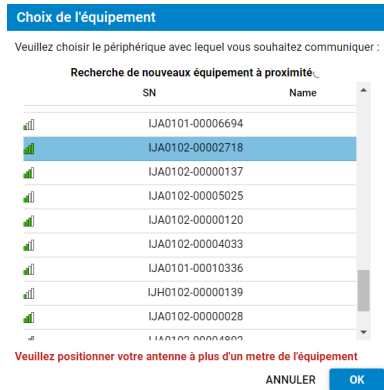 Choix de l'équipement
Veuillez choisir le périphérique avec lequel vous souhaitez communiquer :
Recherche de nouveaux équipement à proximité
SN Name
IJA0101-00006694
IJA0102-00002718
IJA0102-00000137
IJA0102-00005025
IJA0102-00000120
IJA0102-00004033
IJA0101-00010336
IJH0102-00000139
IJA0102-00000028
IJA0102-00004802
Veuillez positionner votre antenne à plus d'un metre de l'équipement
ANNULER OK